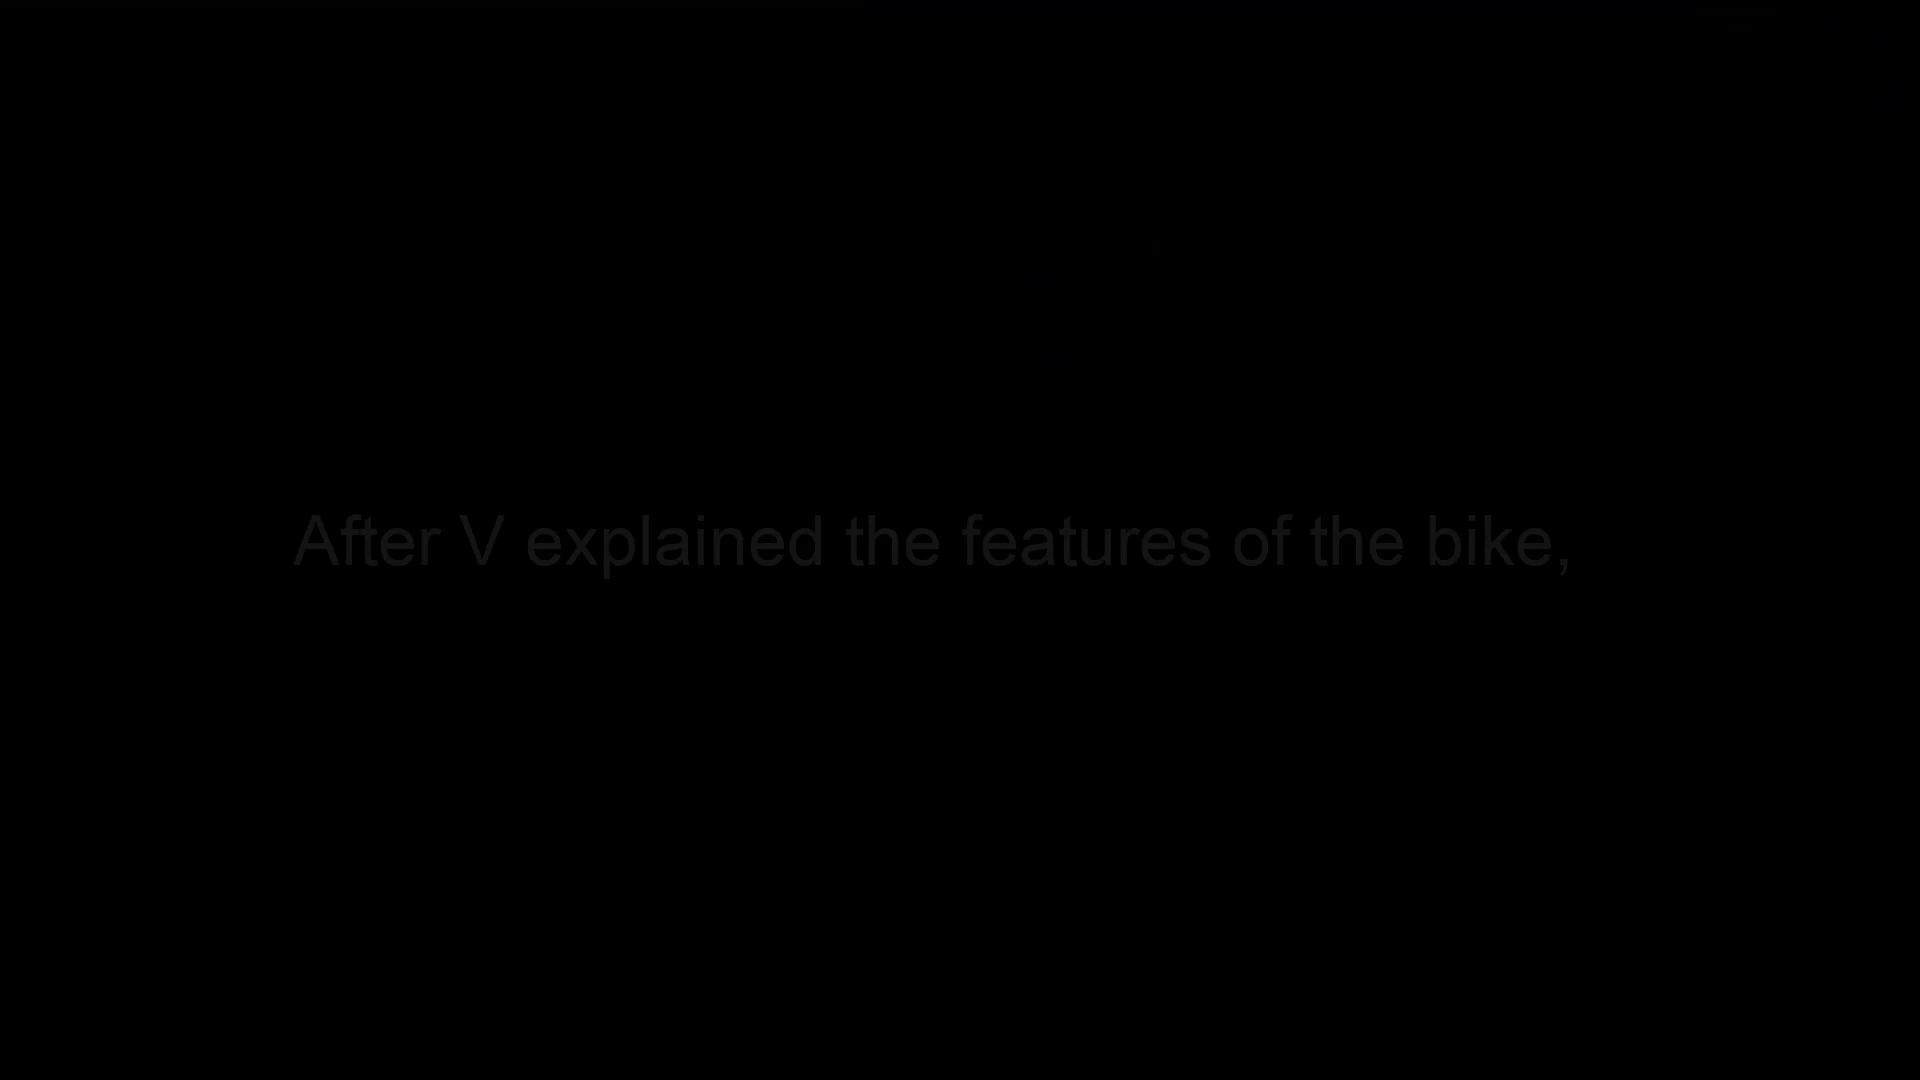 After V explained the features of the bike,